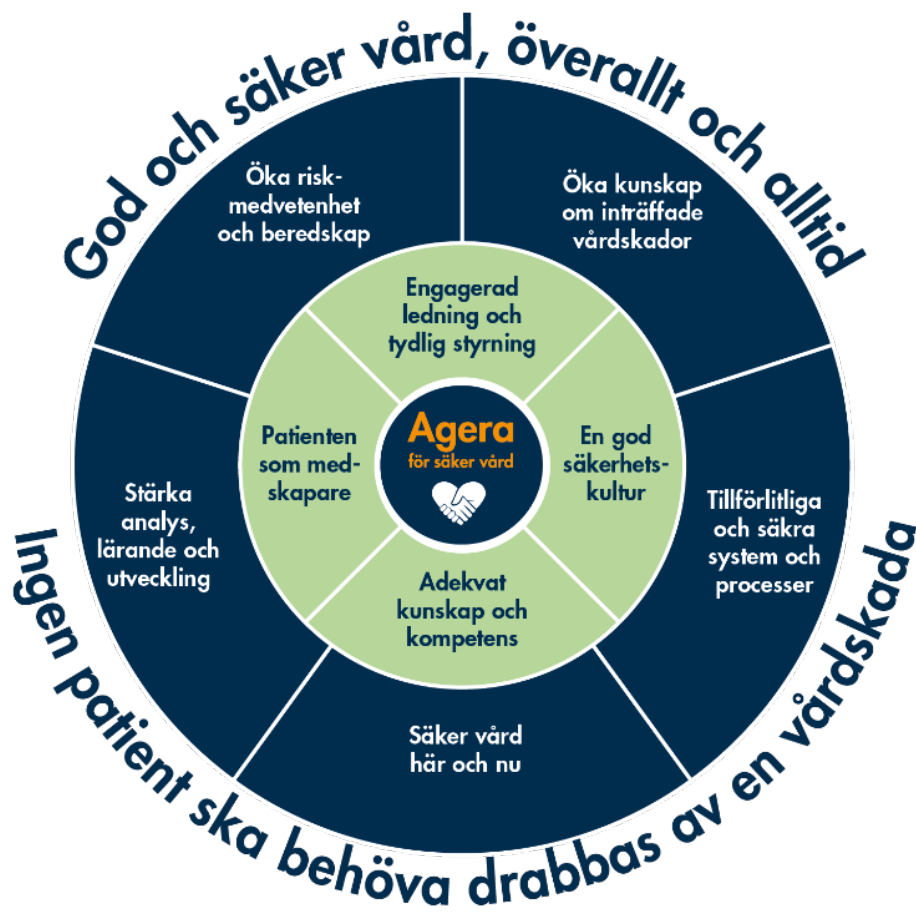 God och säker vård, överallt och alltid
Öka risk-
medvetenhet
och beredskap
Öka kunskap
om inträffade
vårdskador
Engagerad
ledning och
tydlig styrning
Patienten
som med-
skapare
Agera
för säker vård
En god
säkerhets-
kultur
Stärka
analys,
lärande och
utveckling
Tillförlitliga
och säkra
system och
processer
Adekvat
kunskap och
kompetens
Säker vård
här och nu
Ingen patient ska behöva drabbas av en vårdskada